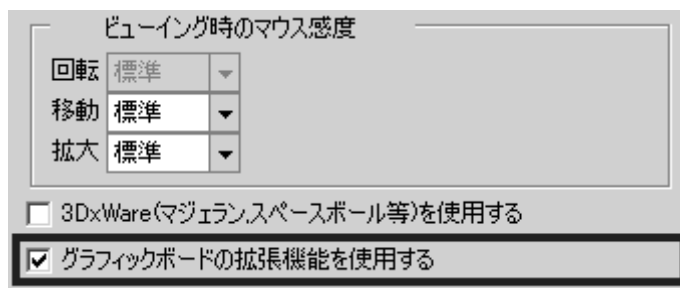 ビューイング時のマウス感度
回転 標準
移動 標準
拡大 標準
3DxWare(マジェラン,スペースボール等)を使用する
グラフィックボードの拡張機能を使用する